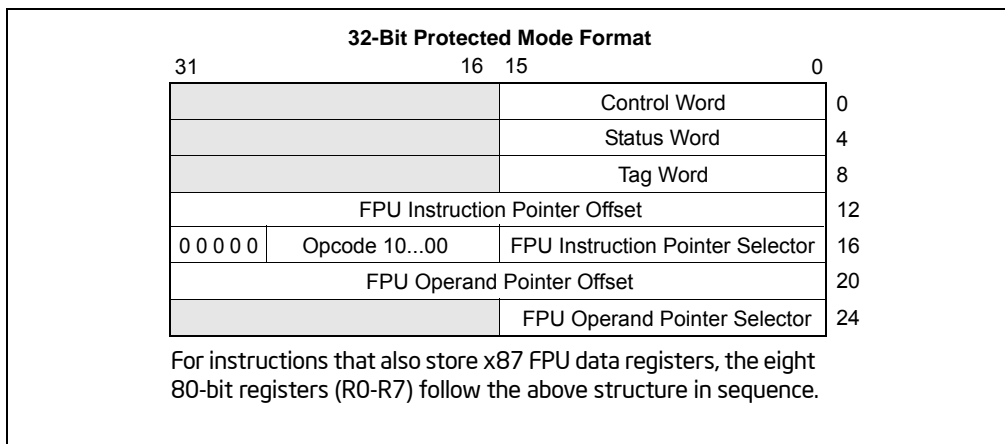 32-Bit Protected Mode Format
31 16 15 0
Control Word 0
Status Word 4
Tag Word 8
FPU Instruction Pointer Offset 12
0 0 0 0 0 Opcode 10...00 FPU Instruction Pointer Selector 16
FPU Operand Pointer Offset 20
FPU Operand Pointer Selector 24
For instructions that also store x87 FPU data registers, the eight
80-bit registers (R0-R7) follow the above structure in sequence.